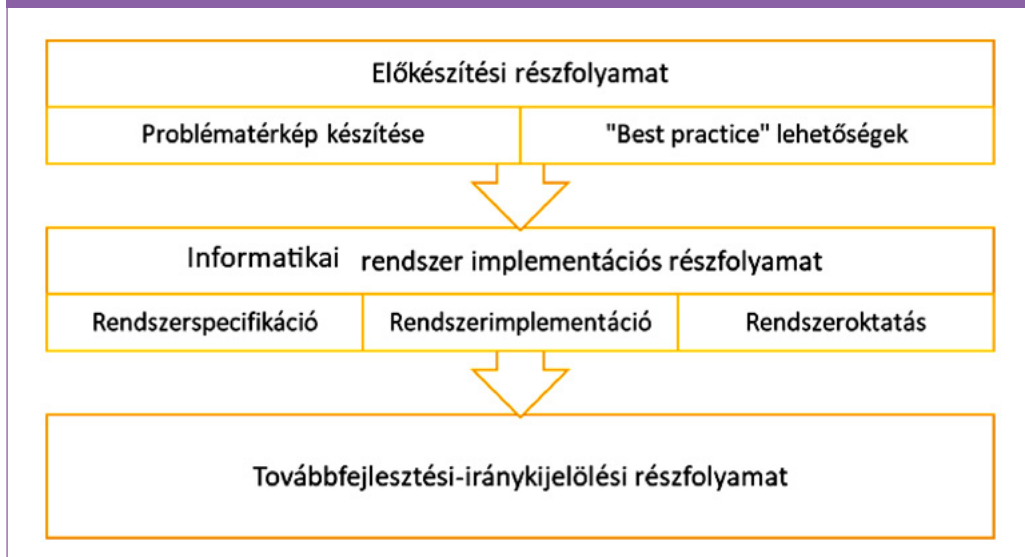 Előkészítési részfolyamat
Problématérkép készítése
"Best practice" lehetőségek
Informatikai rendszer implementációs részfolyamat
Rendszerspecifikáció
Rendszerimplementáció
Rendszeroktatás
Továbbfejlesztési-iránykijelölési részfolyamat